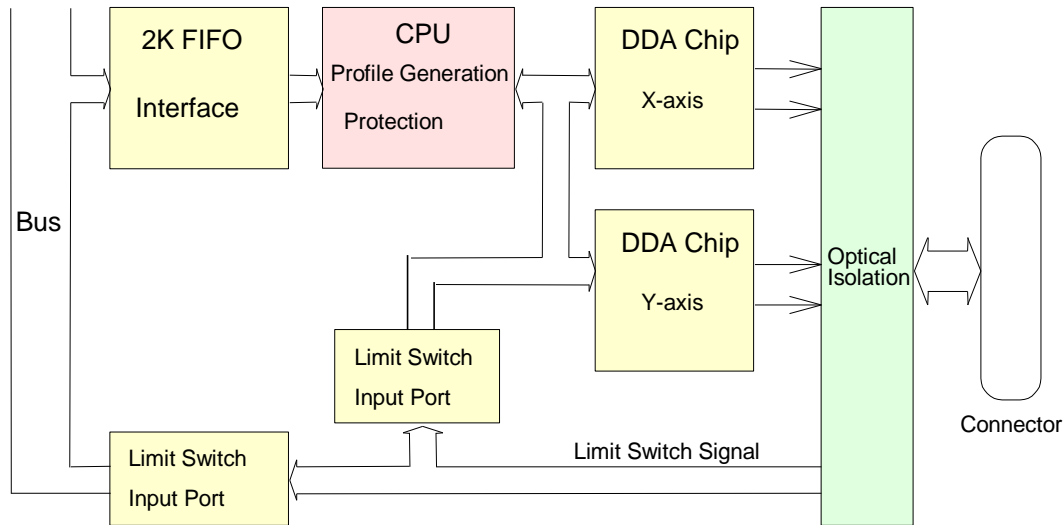 2K FIFO
Interface
CPU
Profile Generation
Protection
DDA Chip
X-axis
Bus
DDA Chip
Y-axis
Optical
Isolation
Limit Switch
Input Port
Connector
Limit Switch Signal
Limit Switch
Input Port